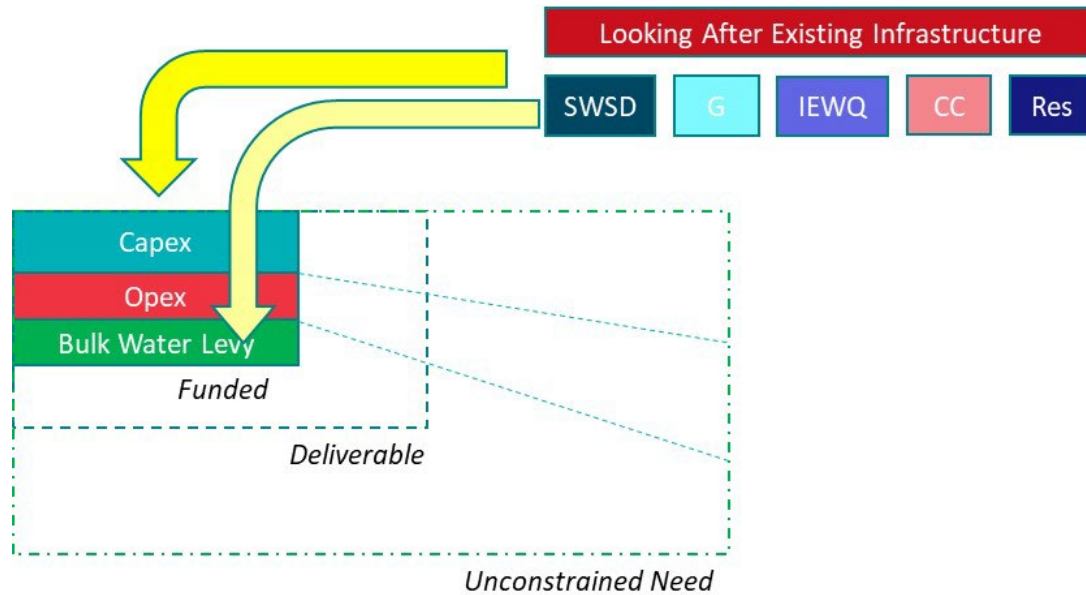 Looking After Existing Infrastructure
SWSD
G
IEWQ
CC
Res
Capex
Opex
Bulk Water Levy
Funded
Deliverable
Unconstrained Need